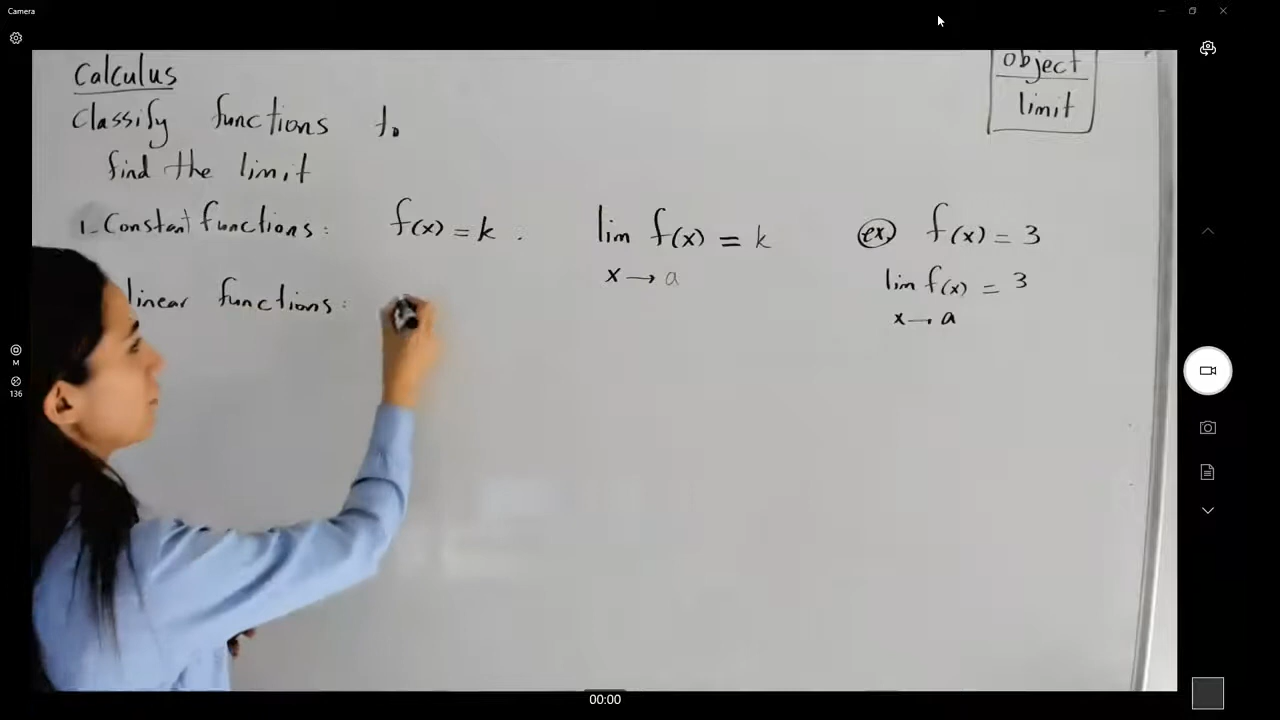 Camera
Calculus
Classify functions to
find the limit
object
limit
1- Constant functions: f(x) = k :
lim f(x) = k
x → a
ex. f(x) = 3
lim f(x) = 3
x → a
linear functions:
M
136
00:00